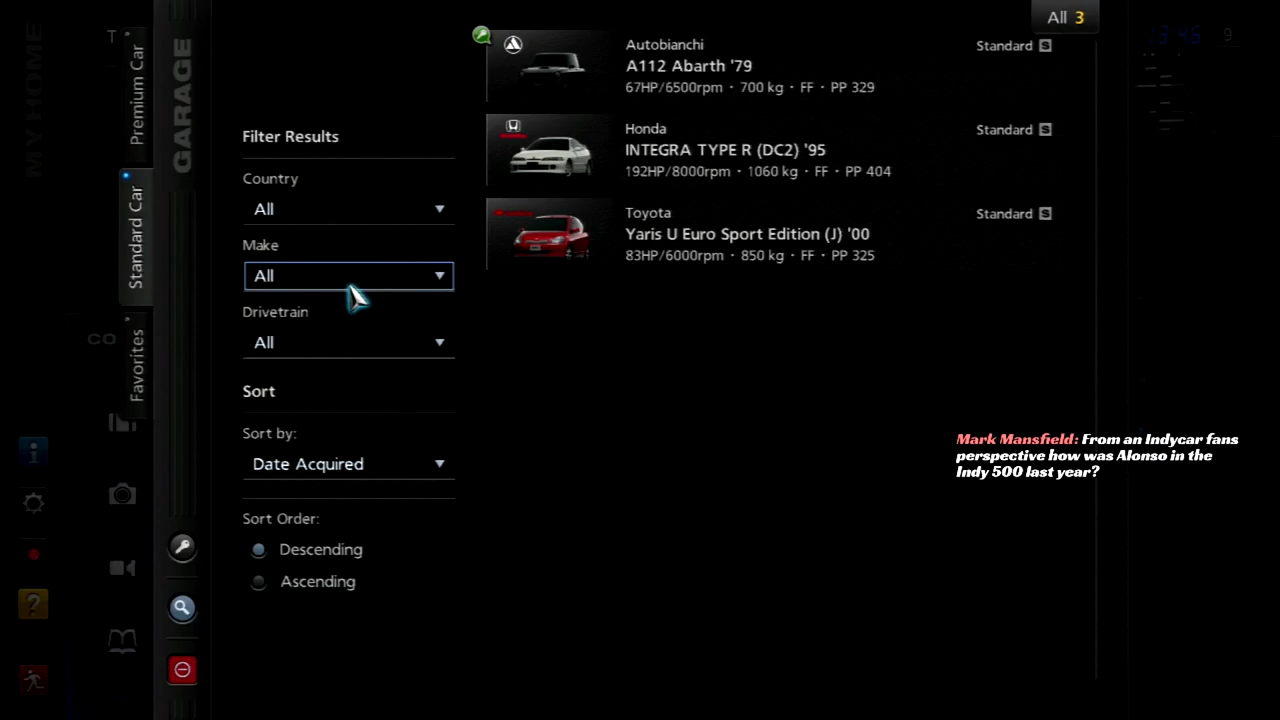 MY HOME
GARAGE
Premium Car
Standard Car
Favorites
Filter Results
Country
All
Make
All
Drivetrain
All
Sort
Sort by:
Date Acquired
Sort Order:
Descending
Ascending
All 3
Autobianchi
A112 Abarth '79
67HP/6500rpm · 700 kg · FF · PP 329
Standard S
Honda
INTEGRA TYPE R (DC2) '95
192HP/8000rpm · 1060 kg · FF · PP 404
Standard S
Toyota
Yaris U Euro Sport Edition (J) '00
83HP/6000rpm · 850 kg · FF · PP 325
Standard S
Mark Mansfield: From an Indycar fans
perspective how was Alonso in the
Indy 500 last year?